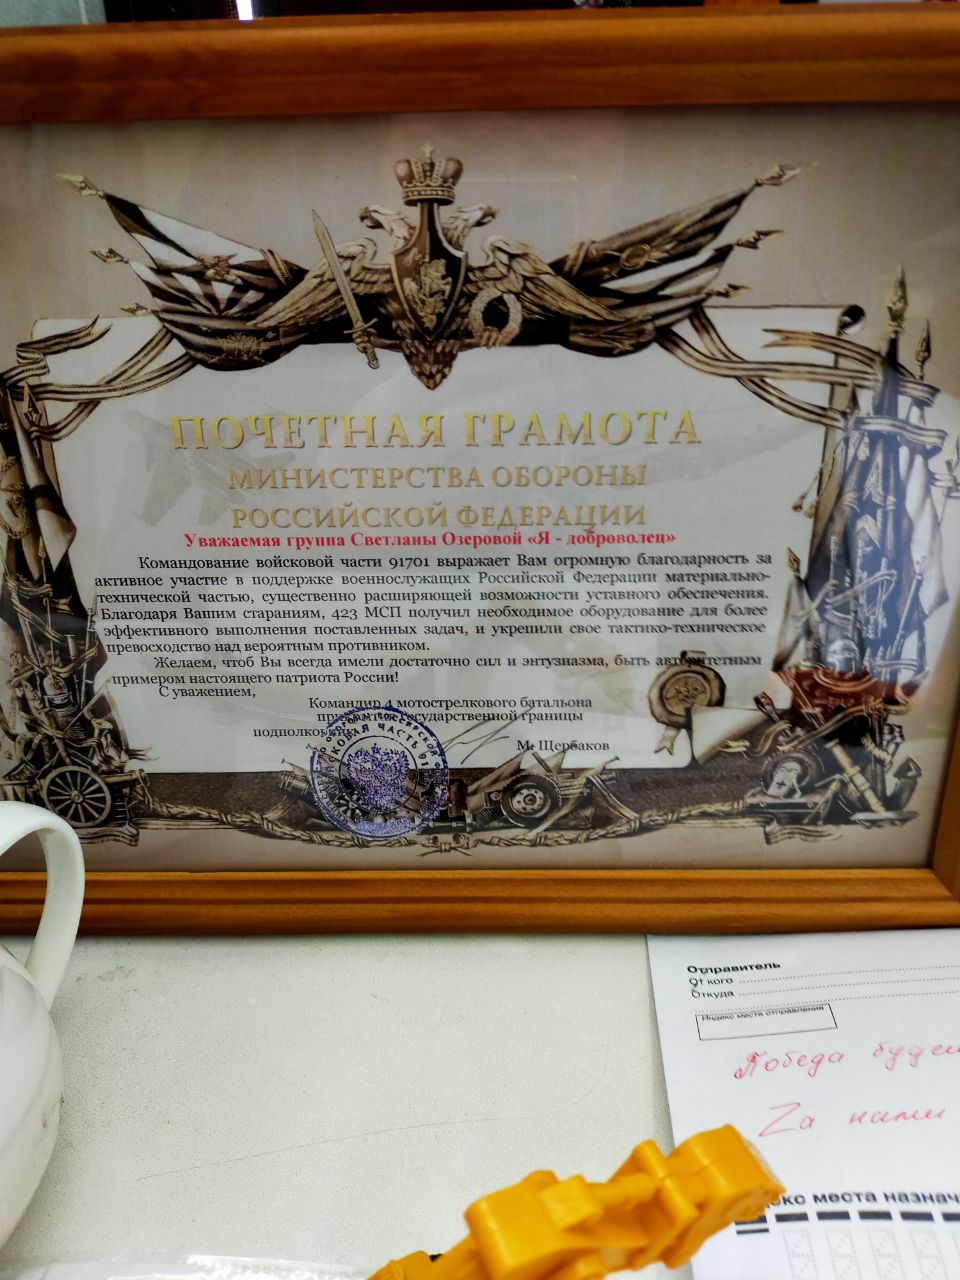 ПОЧЕТНАЯ ГРАМОТА
МИНИСТЕРСТВА ОБОРОНЫ
РОССИЙСКОЙ ФЕДЕРАЦИИ
Уважаемая группа Светланы Озеровой «Я - доброволец»
Командование войсковой части 91701 выражает Вам огромную благодарность за
активное участие в поддержке военнослужащих Российской Федерации материально-
технической частью, существенно расширяющей возможности уставного обеспечения.
Благодаря Вашим стараниям, 423 МСП получил необходимое оборудование для более
эффективного выполнения поставленных задач, и укрепили свое тактико-техническое
превосходство над вероятным противником.
Желаем, чтоб Вы всегда имели достаточно сил и энтузиазма, быть авторитетным
примером настоящего патриота России!
С уважением,
Командир 4 мотострелкового батальона
государственной границы
М. Щербаков
ВОЙСКОВАЯ ЧАСТЬ
Отправитель
От кого
Откуда
Индекс места отправления
Победа
Zа нами
места